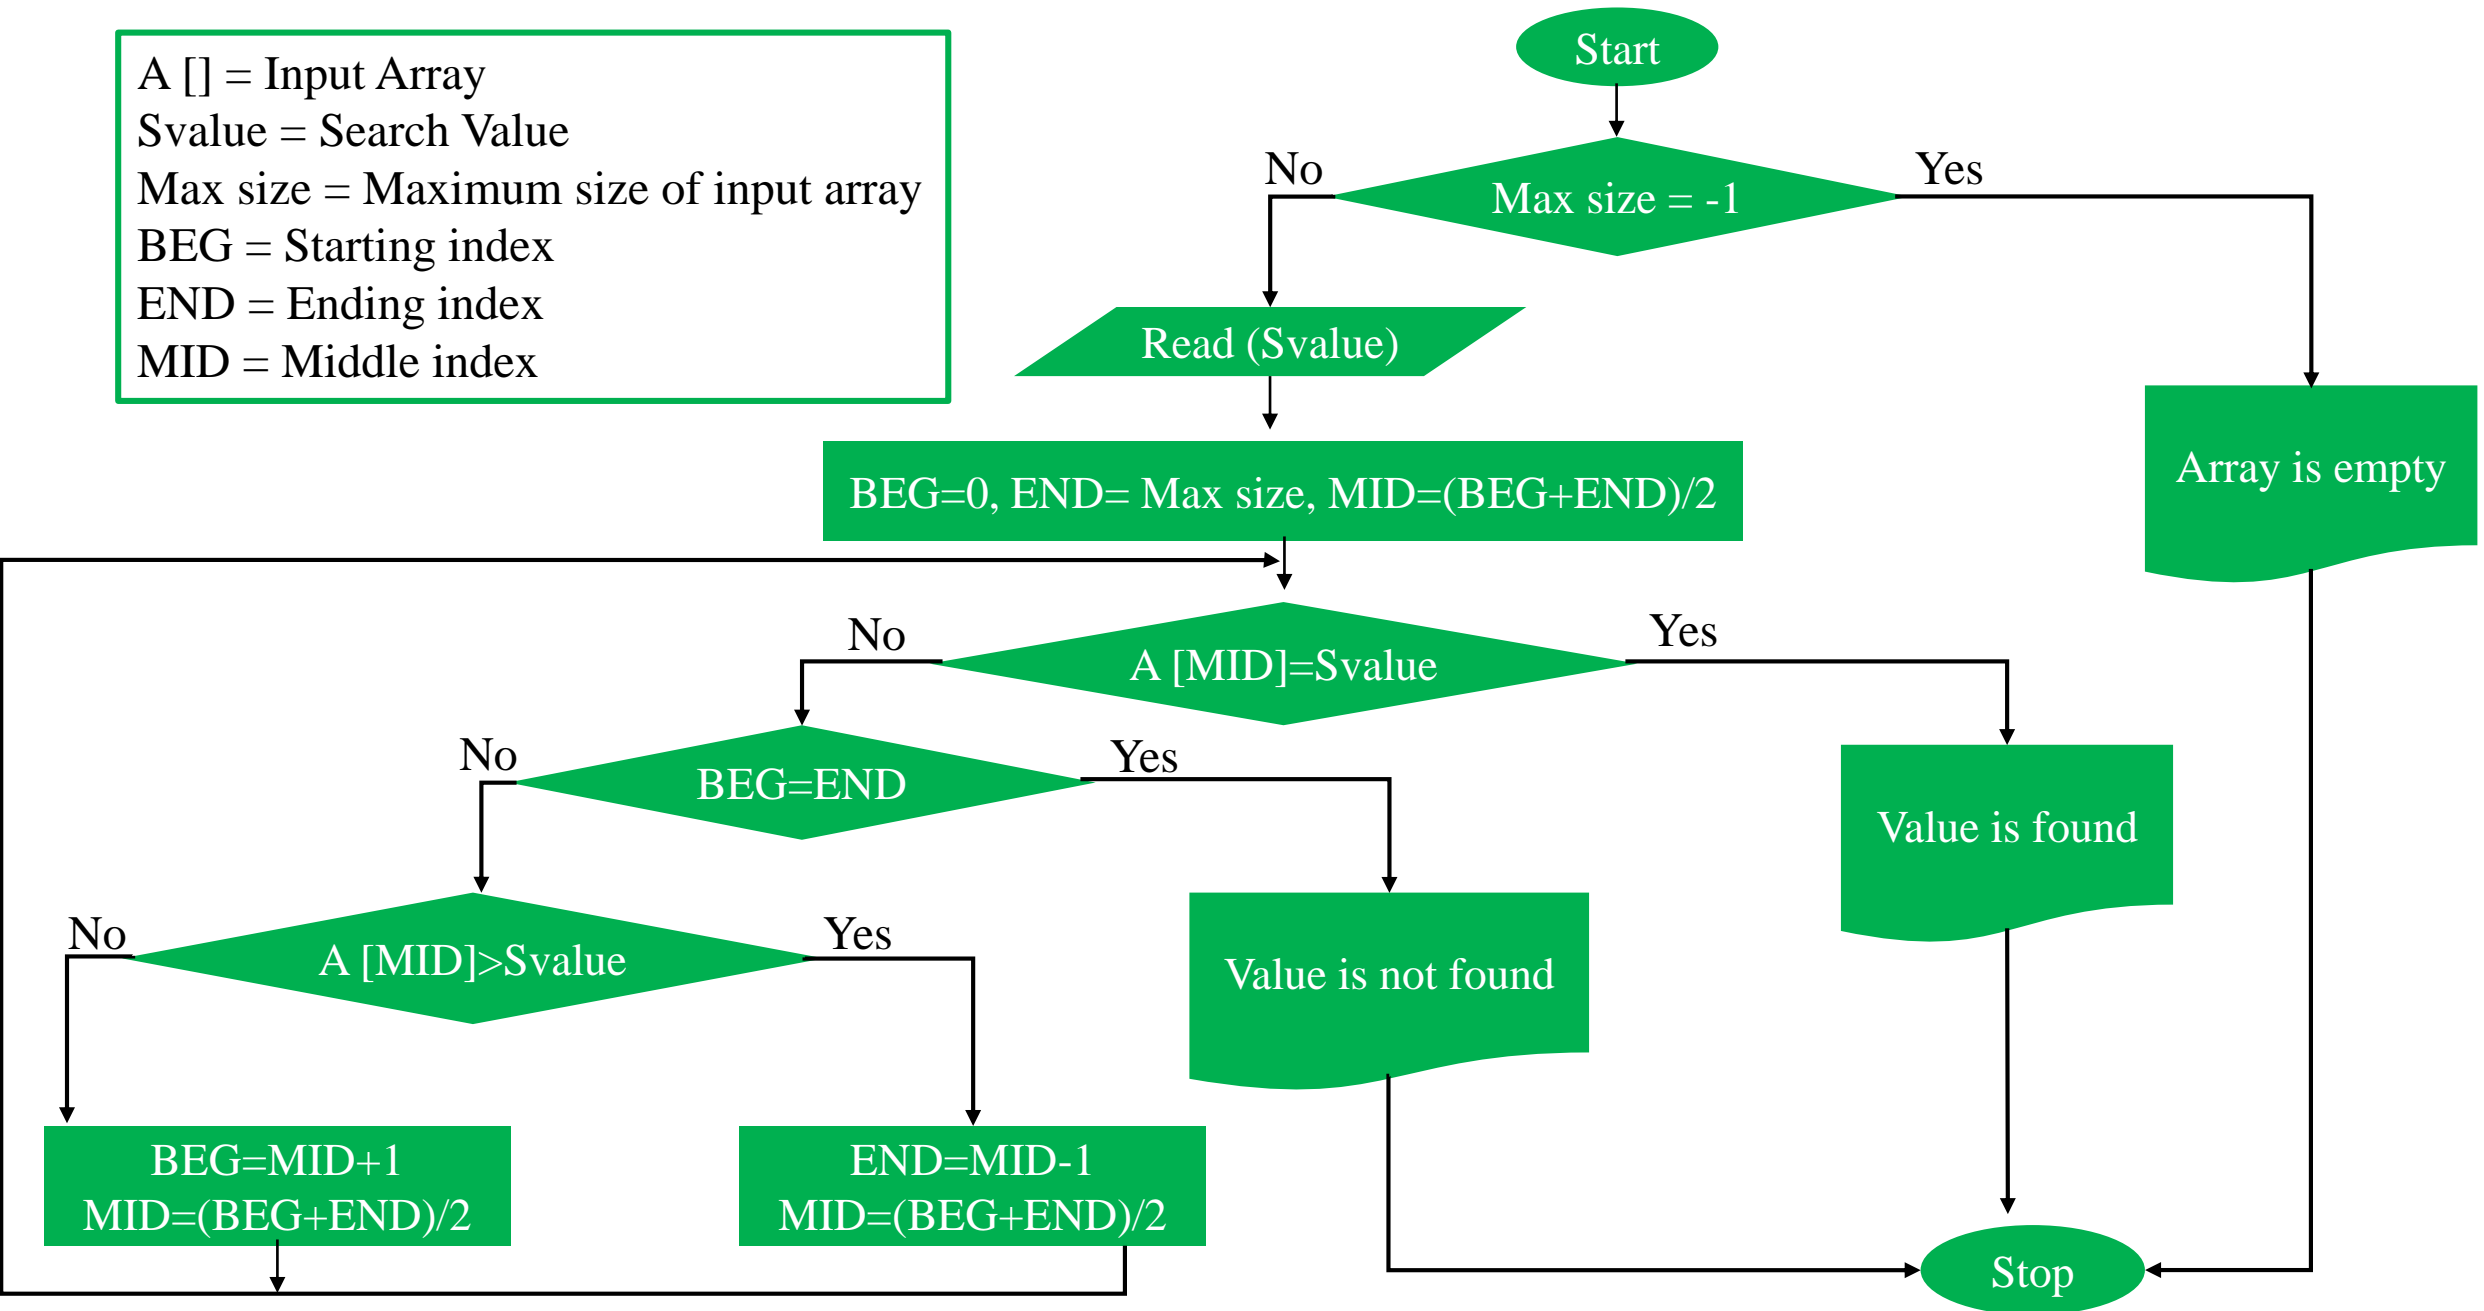 A [] = Input Array
Svalue = Search Value
Max size = Maximum size of input array
BEG = Starting index
END = Ending index
MID = Middle index
Start
No
Yes
Max size = -1
Read (Svalue)
Array is empty
BEG=0, END= Max size, MID=(BEG+END)/2
No
Yes
A [MID]=Svalue
No
Yes
BEG=END
Value is found
No
Yes
A [MID]>Svalue
Value is not found
BEG=MID+1
MID=(BEG+END)/2
END=MID-1
MID=(BEG+END)/2
Stop